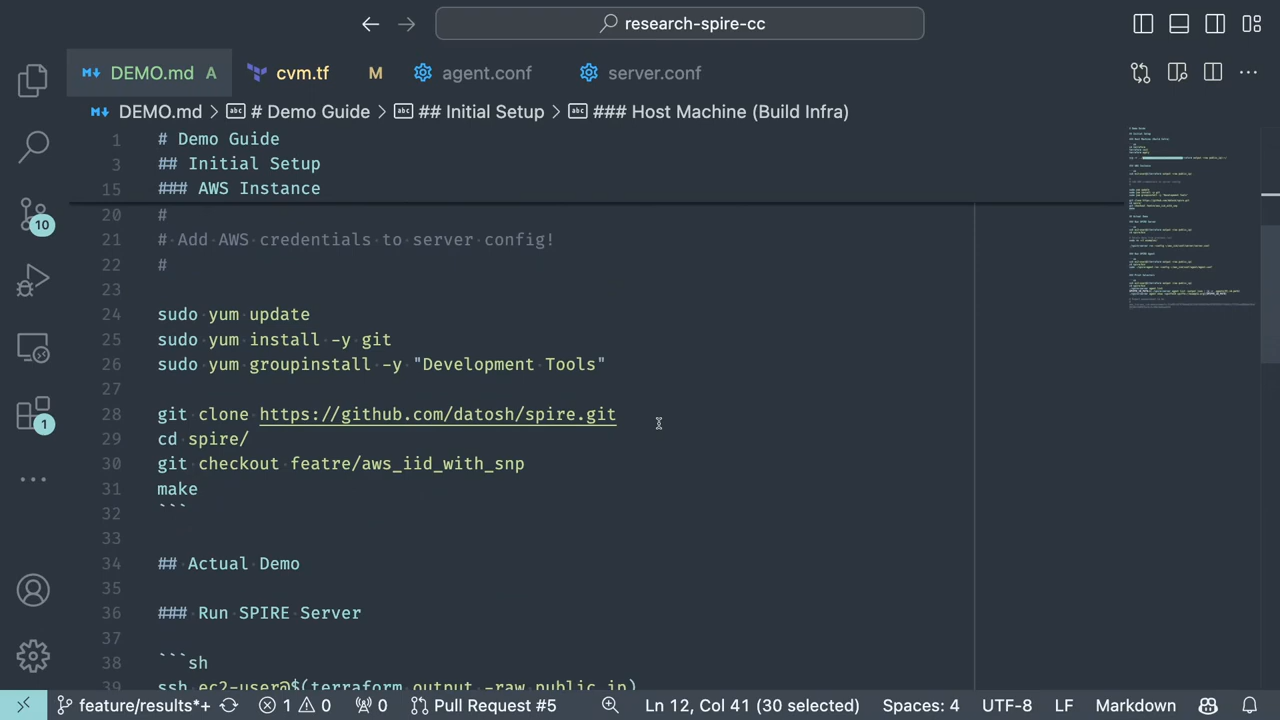 research-spire-cc
DEMO.md A
cvm.tf M
agent.conf
server.conf
DEMO.md > # Demo Guide > ## Initial Setup > ### Host Machine (Build Infra)
1 # Demo Guide
3 ## Initial Setup
15 ### AWS Instance
20 #
21 # Add AWS credentials to server config!
22 #
23
24 sudo yum update
25 sudo yum install -y git
26 sudo yum groupinstall -y "Development Tools"
27
28 git clone https://github.com/datosh/spire.git
29 cd spire/
30 git checkout featre/aws_iid_with_snp
31 make
32 ```
33
34 ## Actual Demo
35
36 ### Run SPIRE Server
37
38 ```sh
39 ssh ec2-user@$(terraform output -raw public_ip)
10
1
feature/results*+ 1 0 0 Pull Request #5 Ln 12, Col 41 (30 selected) Spaces: 4 UTF-8 LF Markdown